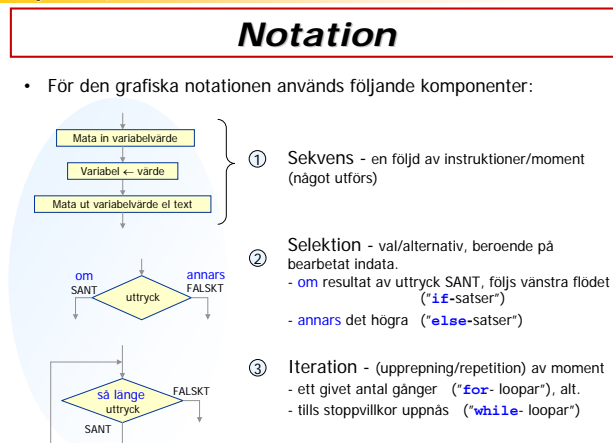 Notation
• För den grafiska notationen används följande komponenter:
Mata in variabelvärde
Variabel ← värde
Mata ut variabelvärde el text
① Sekvens - en följd av instruktioner/moment
(något utförs)
② Selektion - val/alternativ, beroende på
bearbetat indata.
- om resultat av uttryck SANT, följs vänstra flödet
("if-satser")
- annars det högra ("else-satser")
om
SANT
uttryck
annars
FALSKT
③ Iteration - (upprepning/repetition) av moment
- ett givet antal gånger ("for- loopar"), alt.
- tills stoppvillkor uppnås ("while- loopar")
så länge
uttryck
FALSKT
SANT